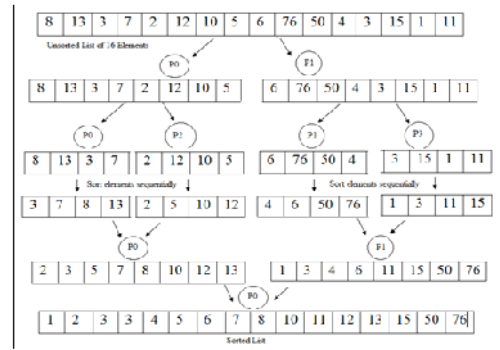 8 13 3 7 2 12 10 5 6 76 50 4 3 15 1 11
Unsorted List of 16 Elements
P0 P1
8 13 3 7 2 12 10 5 6 76 50 4 3 15 1 11
P0 P2 P1 P3
8 13 3 7 2 12 10 5 6 76 50 4 3 15 1 11
Sort elements sequentially Sort elements sequentially
3 7 8 13 2 5 10 12 4 6 50 76 1 3 11 15
P0 P1
2 3 5 7 8 10 12 13 1 3 4 6 11 15 50 76
P0
1 2 3 3 4 5 6 7 8 10 11 12 13 15 50 76
Sorted List